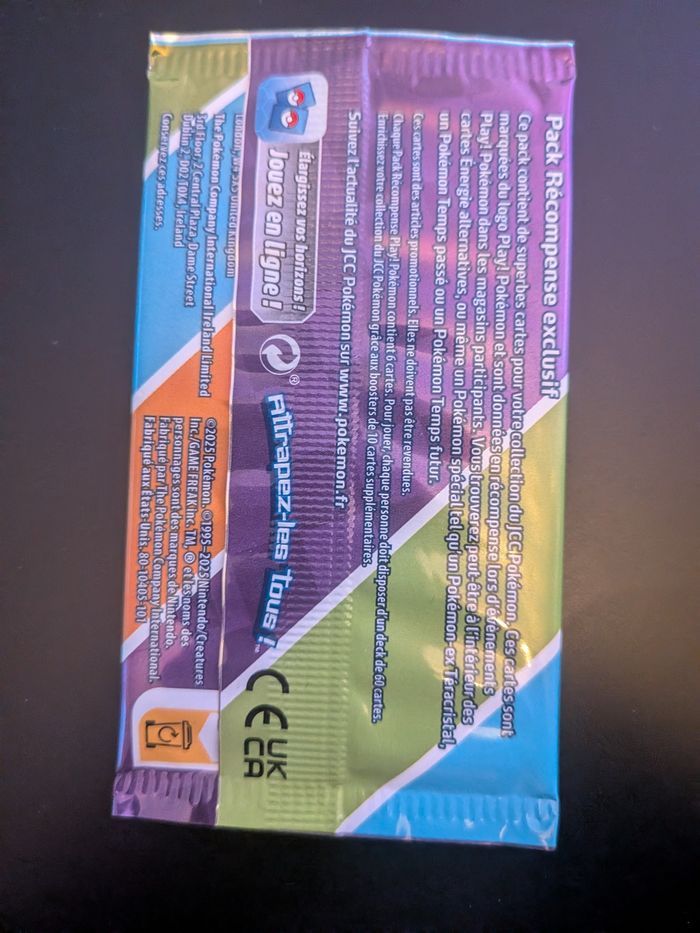 Pack Récompense exclusif
Ce pack contient de superbes cartes pour votre collection du JCC Pokémon. Ces cartes sont
marquées du logo Play! Pokémon et sont données en récompense lors d'événements
Play! Pokémon dans les magasins participants. Vous trouverez peut-être à l'intérieur des
cartes Énergie alternatives, ou même un Pokémon spécial tel qu'un Pokémon-ex Téracristal,
un Pokémon Temps passé ou un Pokémon Temps futur.
Ces cartes sont des articles promotionnels. Elles ne doivent pas être revendues.
Chaque Pack Récompense Play! Pokémon contient 6 cartes. Pour jouer, chaque personne doit disposer d'un deck de 60 cartes.
Enrichissez votre collection du JCC Pokémon grâce aux boosters de 10 cartes supplémentaires.
Suivez l'actualité du JCC Pokémon sur www.pokemon.fr
Élargissez vos horizons!
Jouez en ligne!
®
Attrapez-les tous!™
CE
UK
CA
United Kingdom
The Pokémon Company International Ireland Limited
3rd Floor, 2 Central Plaza, Dame Street
Dublin 2, D02 T0X4, Ireland
Conservez ces adresses.
©2025 Pokémon. ©1995–2025 Nintendo/Creatures
Inc./GAME FREAK inc. TM, ® et les noms des
personnages sont des marques de Nintendo.
Fabriqué par The Pokémon Company International.
Fabriqué aux États-Unis. 80-10405-101